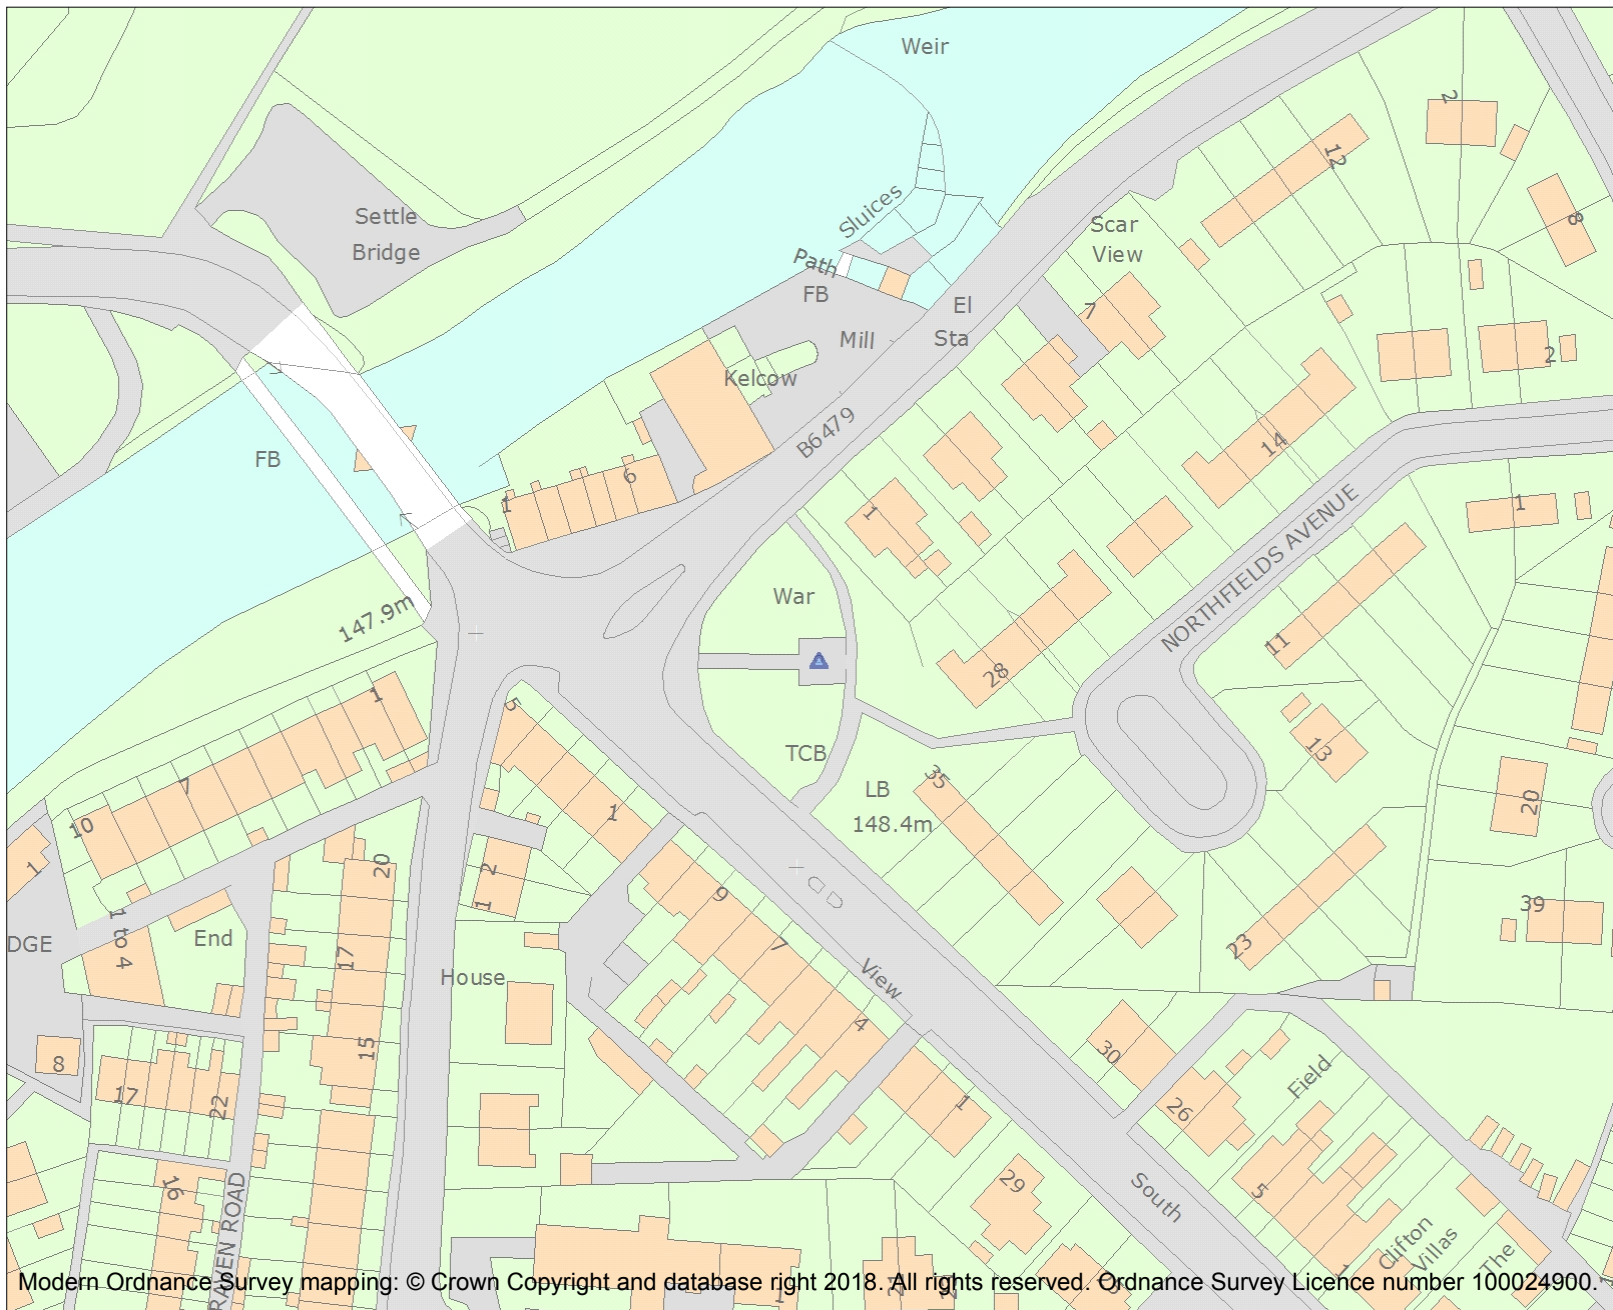 Weir
2
12
8
Sluices
Settle
Bridge
Scar
View
Path
FB
El
Sta
7
Mill
Kelcow
2
B6479
14
FB
6
1
1
1
NORTHFIELDS AVENUE
War
147.9m
11
28
1
5
13
TCB
35
LB
148.4m
7
1
10
20
20
1
2
9
1
39
1 to 4
End
DGE
17
7
23
House
View
4
15
30
8
17
22
1
26
Field
16
29
5
South
RAVEN ROAD
Clifton
Villas
The
1
1
Modern Ordnance Survey mapping: © Crown Copyright and database right 2018. All rights reserved. Ordnance Survey Licence number 100024900.